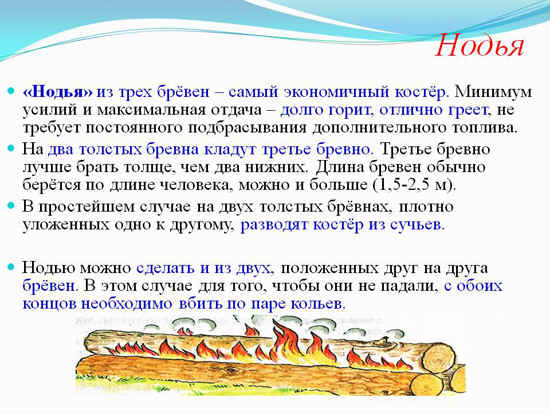 Нодья
«Нодья» из трех брёвен – самый экономичный костёр. Минимум
усилий и максимальная отдача – долго горит, отлично греет, не
требует постоянного подбрасывания дополнительного топлива.
На два толстых бревна кладут третье бревно. Третье бревно
лучше брать толще, чем два нижних. Длина бревен обычно
берётся по длине человека, можно и больше (1,5-2,5 м).
В простейшем случае на двух толстых брёвнах, плотно
уложенных одно к другому, разводят костёр из сучьев.
Нодью можно сделать и из двух, положенных друг на друга
брёвен. В этом случае для того, чтобы они не падали, с обоих
концов необходимо вбить по паре кольев.